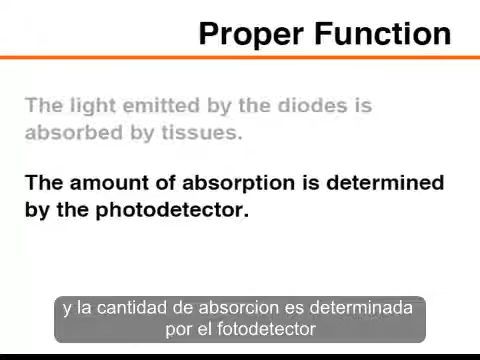 Proper Function
The light emitted by the diodes is
absorbed by tissues.
The amount of absorption is determined
by the photodetector.
y la cantidad de absorcion es determinada
por el fotodetector